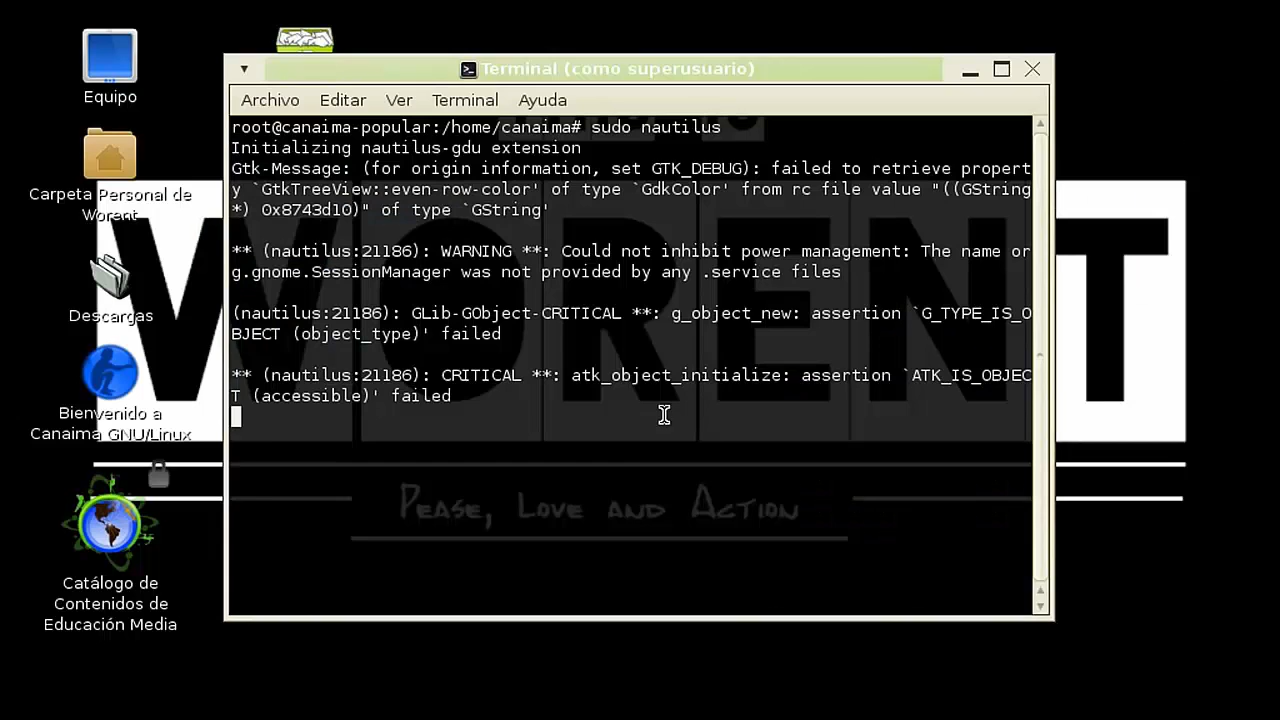 Equipo
Carpeta Personal de
Worent
Descargas
Bienvenido a
Canaima GNU/Linux
Catálogo de
Contenidos de
Educación Media
Terminal (como superusuario)
Archivo Editar Ver Terminal Ayuda
root@canaima-popular:/home/canaima# sudo nautilus
Initializing nautilus-gdu extension
Gtk-Message: (for origin information, set GTK_DEBUG): failed to retrieve propert
y `GtkTreeView::even-row-color' of type `GdkColor' from rc file value "((GString
*) 0x8743d10)" of type `GString'
** (nautilus:21186): WARNING **: Could not inhibit power management: The name or
g.gnome.SessionManager was not provided by any .service files
(nautilus:21186): GLib-GObject-CRITICAL **: g_object_new: assertion `G_TYPE_IS_O
BJECT (object_type)' failed
** (nautilus:21186): CRITICAL **: atk_object_initialize: assertion `ATK_IS_OBJEC
T (accessible)' failed
WORENT
PEASE, LOVE AND ACTION